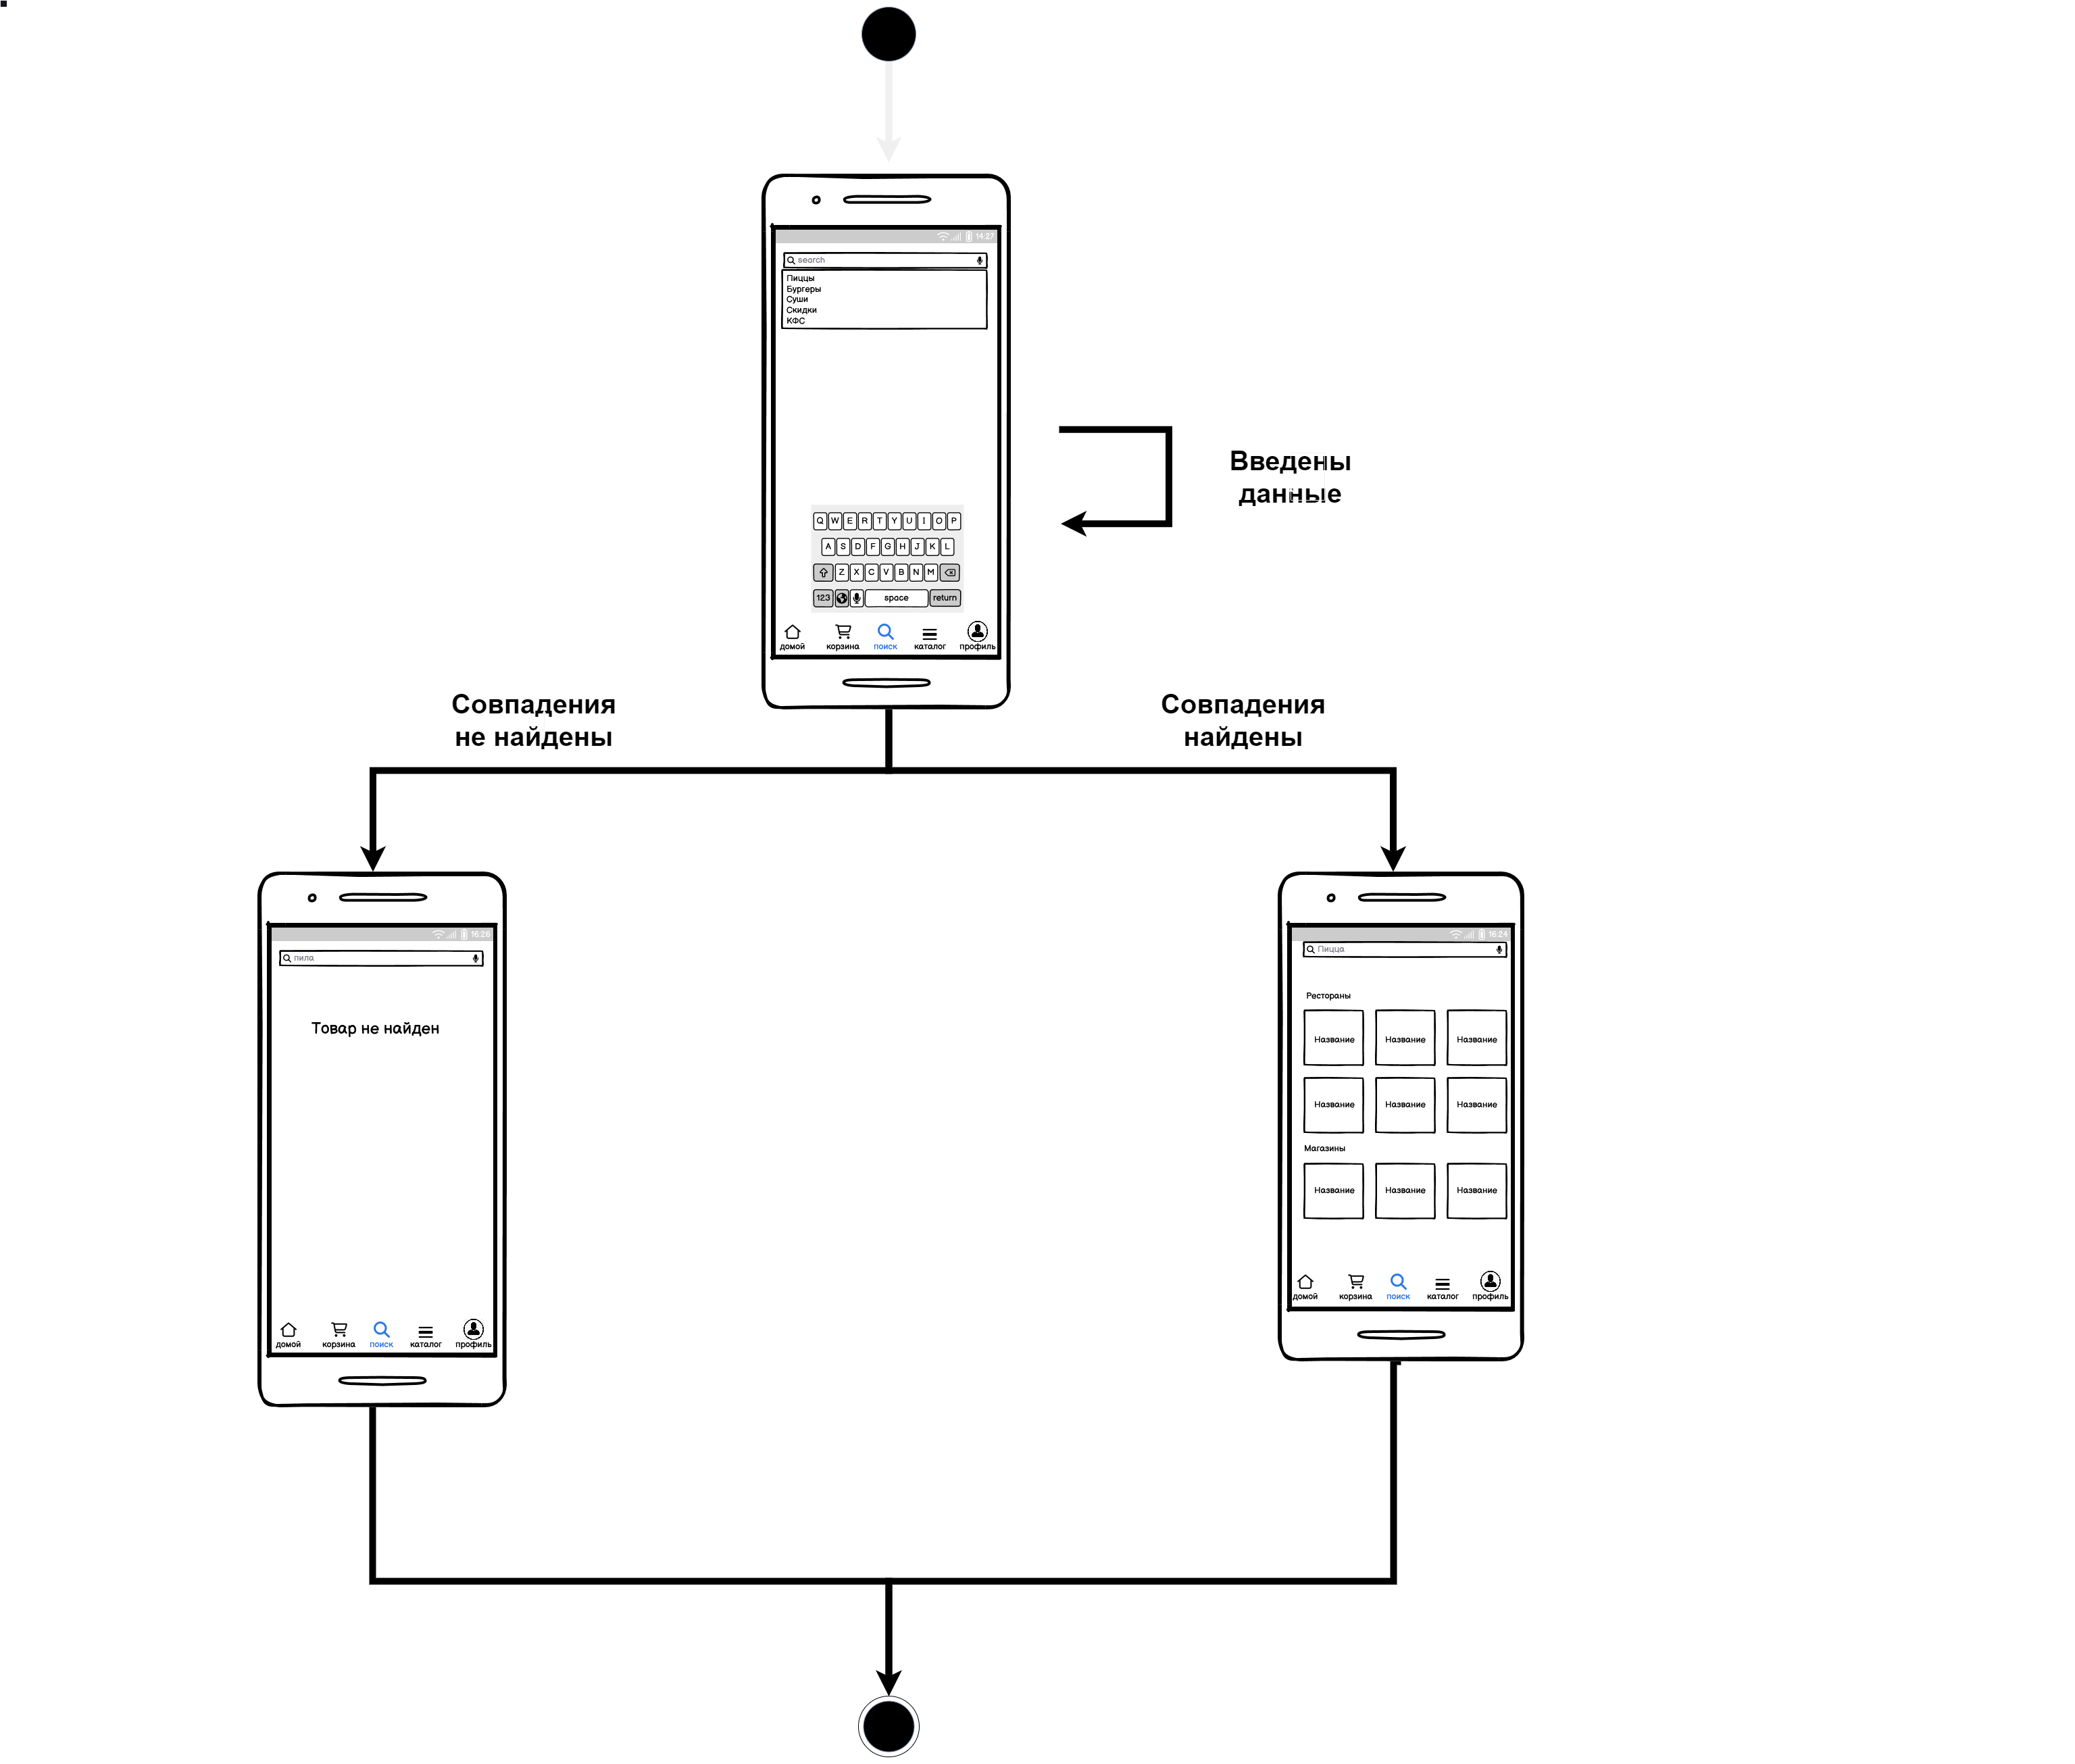 14:27
search
Пиццы
Бургеры
Суши
Скидки
КФС
Введены
данные
Q W E R T Y U I O P
A S D F G H J K L
Z X C V B N M
123 space return
домой корзина поиск каталог профиль
Совпадения
не найдены
Совпадения
найдены
16:26
пила
Товар не найден
домой корзина поиск каталог профиль
16:24
Пицца
Рестораны
Название Название Название
Название Название Название
Магазины
Название Название Название
домой корзина поиск каталог профиль